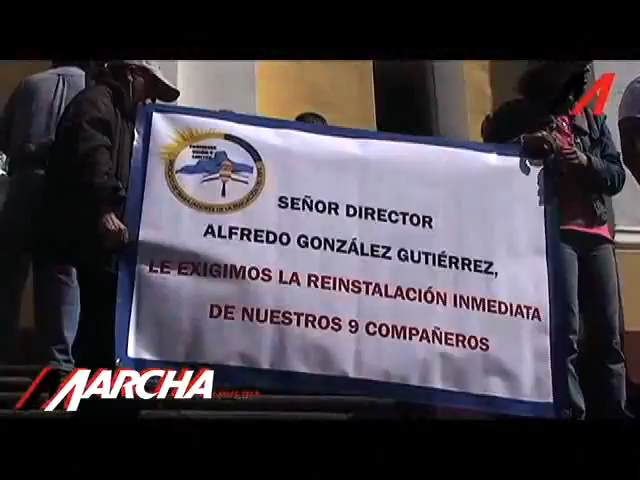 SEÑOR DIRECTOR
ALFREDO GONZÁLEZ GUTIÉRREZ,
LE EXIGIMOS LA REINSTALACIÓN INMEDIATA
DE NUESTROS 9 COMPAÑEROS
MARCHA